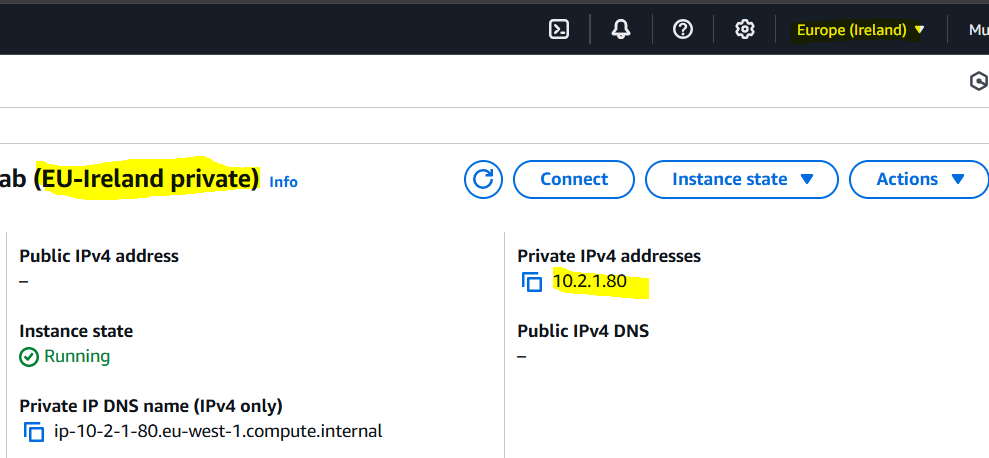 Europe (Ireland)
Mu
ab (EU-Ireland private)
Info
Connect
Instance state
Actions
Public IPv4 address
–
Private IPv4 addresses
10.2.1.80
Instance state
Running
Public IPv4 DNS
–
Private IP DNS name (IPv4 only)
ip-10-2-1-80.eu-west-1.compute.internal